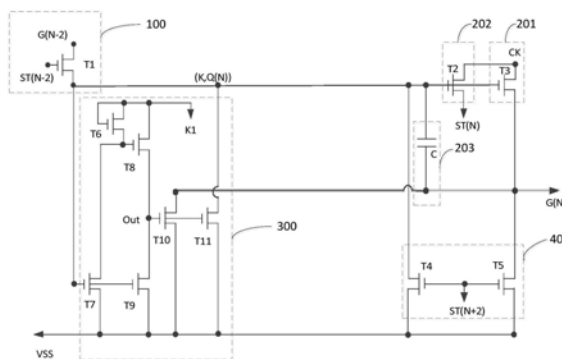 100
202
201
G(N-2)
CK
T1
T2
T3
ST(N-2)
(K,Q(N))
T6
K1
ST(N)
T8
C
203
G(N
Out
T10
T11
300
40
T4
T5
T7
T9
ST(N+2)
VSS